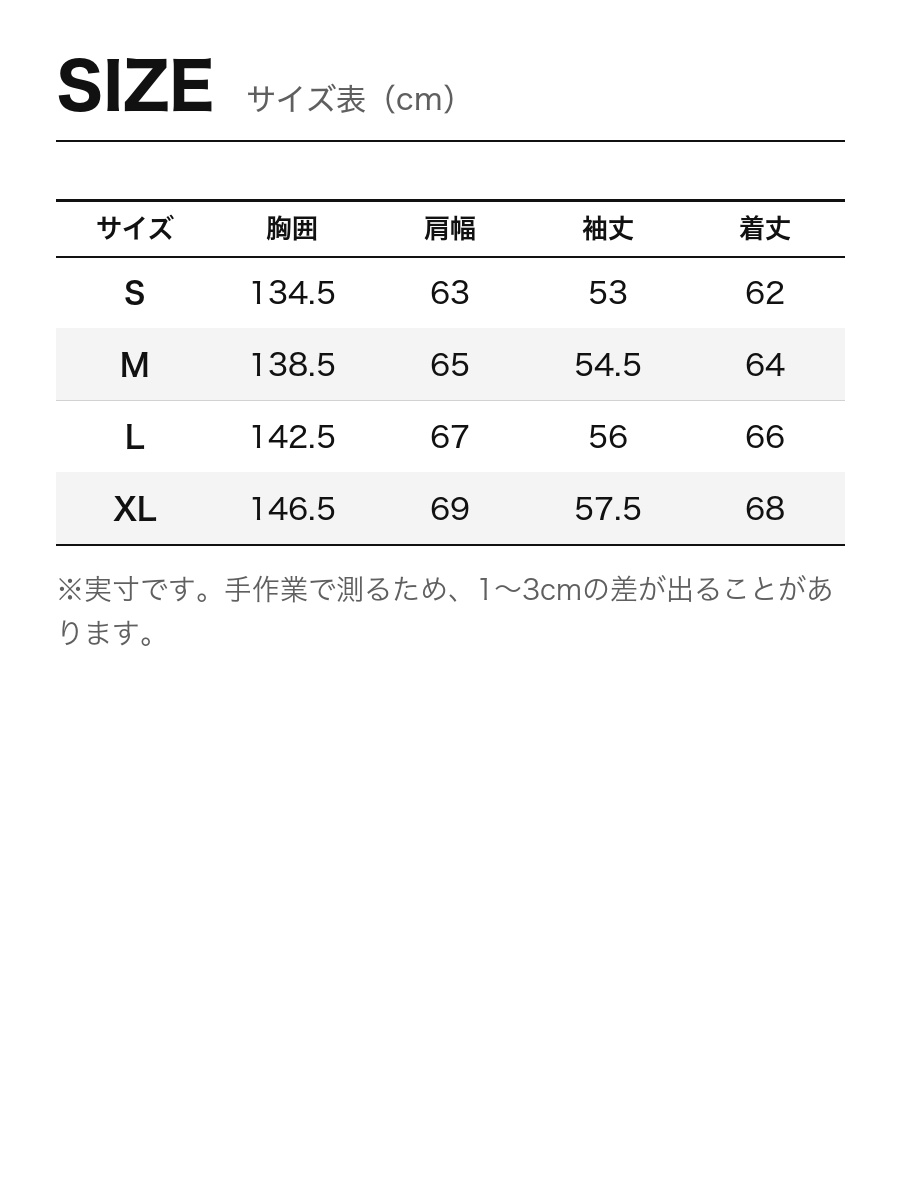 SIZE サイズ表（cm）
サイズ 胸囲 肩幅 袖丈 着丈
S 134.5 63 53 62
M 138.5 65 54.5 64
L 142.5 67 56 66
XL 146.5 69 57.5 68
※実寸です。手作業で測るため、1〜3cmの差が出ることがあ
ります。